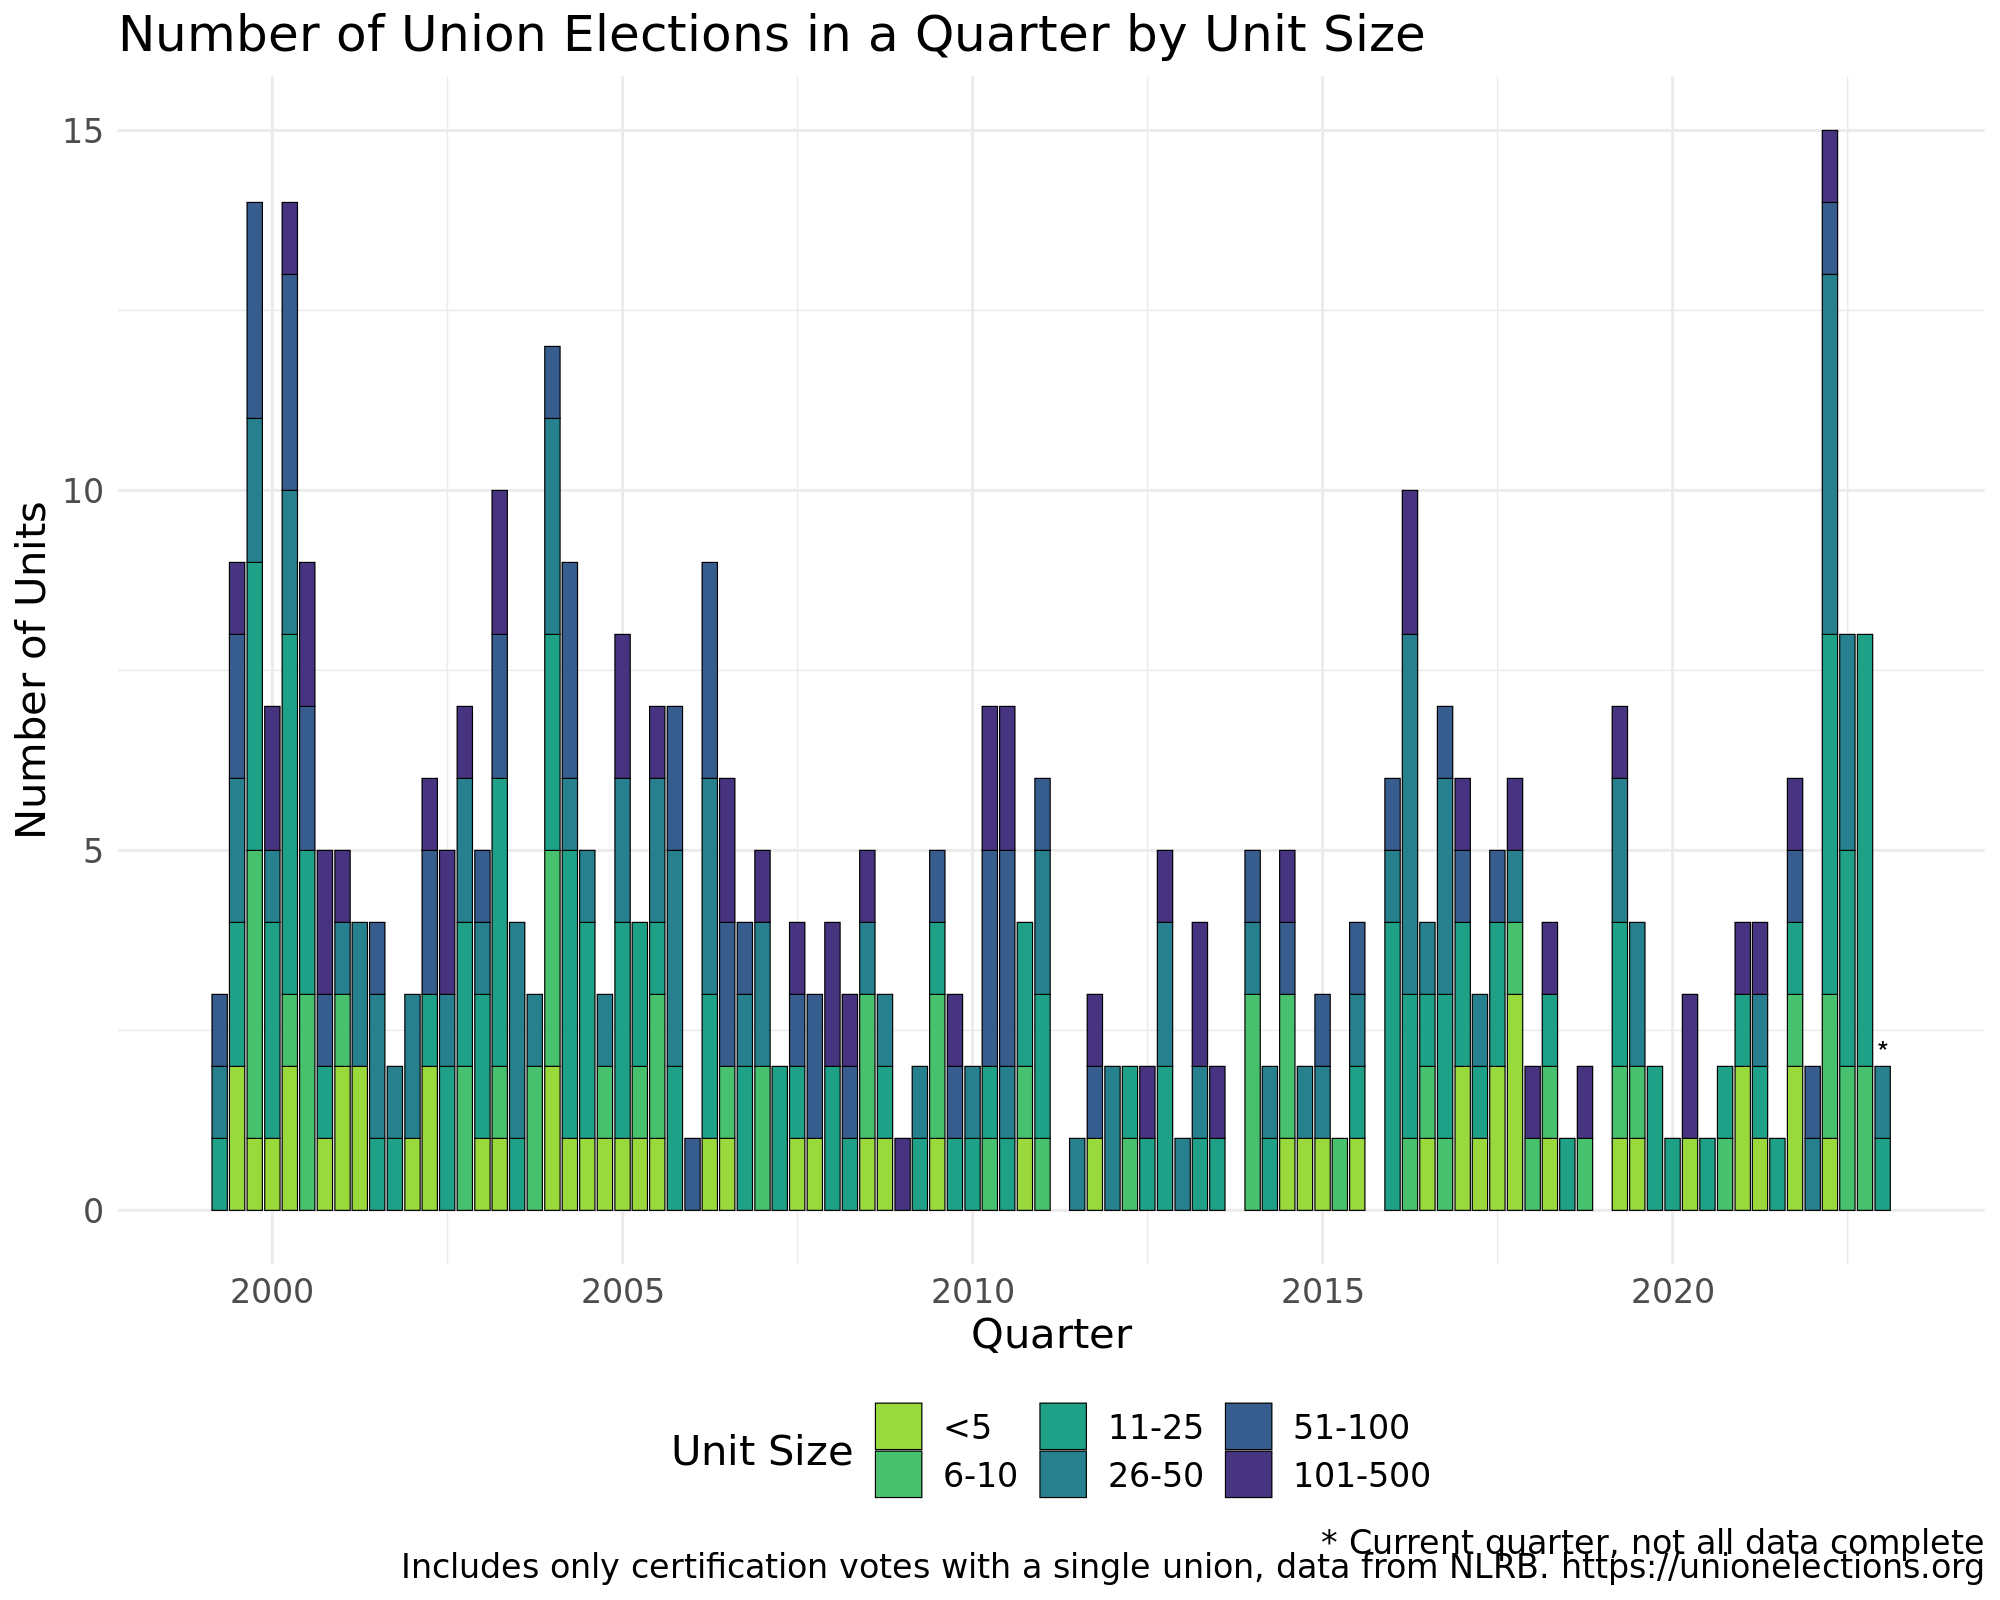 Number of Union Elections in a Quarter by Unit Size
Number of Units
15
10
5
0
*
2000 2005 2010 2015 2020
Quarter
Unit Size
<5 11-25 51-100
6-10 26-50 101-500
* Current quarter, not all data complete
Includes only certification votes with a single union, data from NLRB. https://unionelections.org